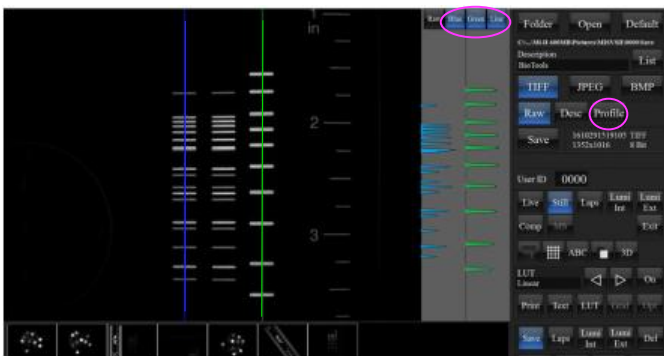 1
in
2
3
Raw Blue Green Line
Folder Open Default
Description
BioTools
List
TIFF JPEG BMP
Raw Desc Profile
Save
1610291519105 TIFF
1352x1016 8 Bit
User ID 0000
Live Still Laps Lumi Int Lumi Ext
Comp Exit
ABC 3D
LUT
Linear
On
Print Text LUT
Save Laps Lumi Int Lumi Ext Def